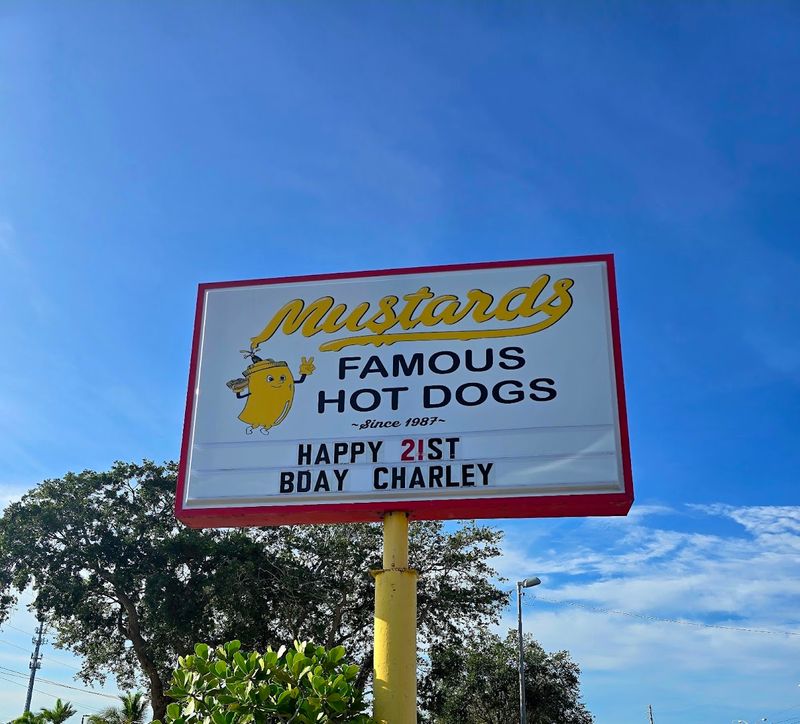 Mustards
FAMOUS
HOT DOGS
~Since 1987~
HAPPY 21ST
BDAY CHARLEY